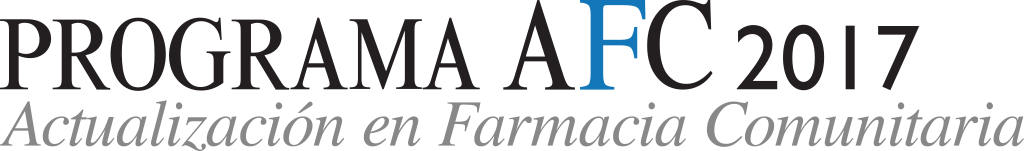 PROGRAMA AFC 2017
Actualización en Farmacia Comunitaria